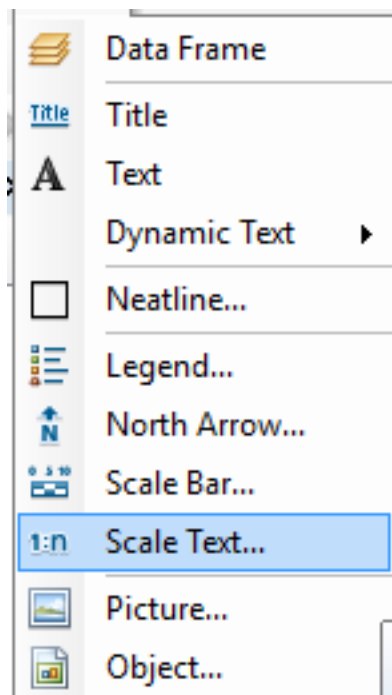 Data Frame
Title Title
A Text
Dynamic Text
Neatline...
Legend...
N North Arrow...
0 5 10 Scale Bar...
1:n Scale Text...
Picture...
Object...